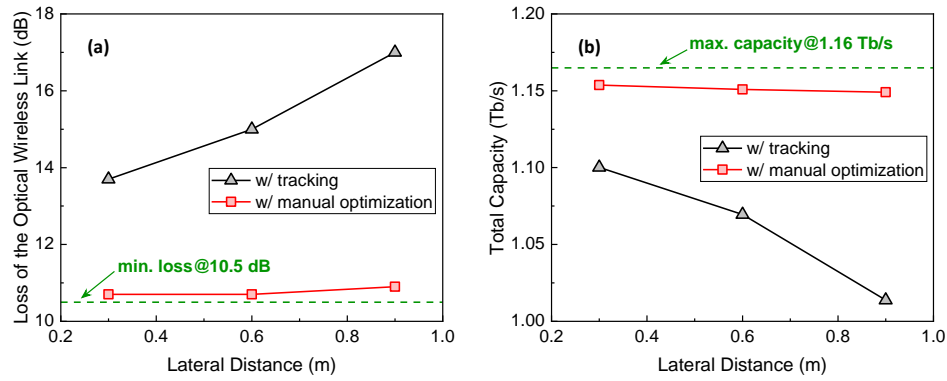 (a)
min. loss@10.5 dB
w/ tracking
w/ manual optimization
Loss of the Optical Wireless Link (dB)
18
16
14
12
10
0.2
0.4
0.6
0.8
1.0
Lateral Distance (m)
(b)
max. capacity@1.16 Tb/s
w/ tracking
w/ manual optimization
Total Capacity (Tb/s)
1.20
1.15
1.10
1.05
1.00
0.2
0.4
0.6
0.8
1.0
Lateral Distance (m)